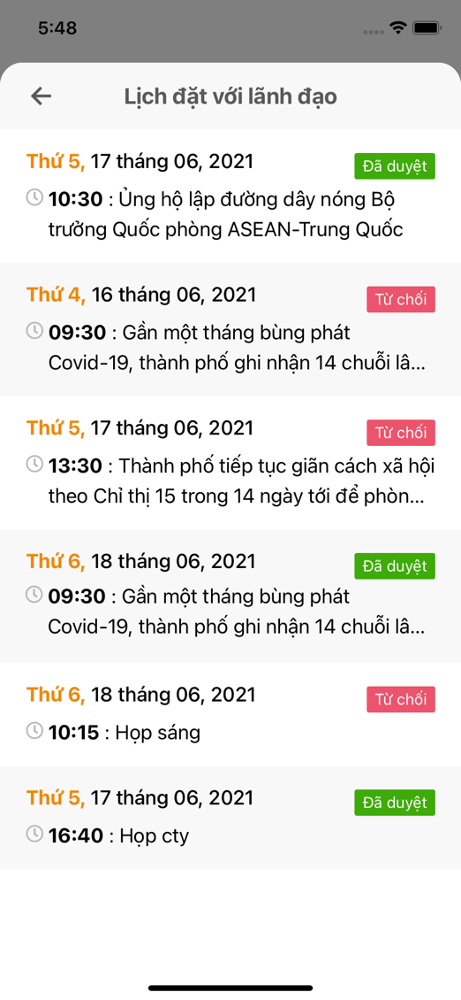 5:48
Lịch đặt với lãnh đạo
Thứ 5, 17 tháng 06, 2021
Đã duyệt
10:30 : Ủng hộ lập đường dây nóng Bộ
trưởng Quốc phòng ASEAN-Trung Quốc
Thứ 4, 16 tháng 06, 2021
Từ chối
09:30 : Gần một tháng bùng phát
Covid-19, thành phố ghi nhận 14 chuỗi lâ...
Thứ 5, 17 tháng 06, 2021
Từ chối
13:30 : Thành phố tiếp tục giãn cách xã hội
theo Chỉ thị 15 trong 14 ngày tới để phòn...
Thứ 6, 18 tháng 06, 2021
Đã duyệt
09:30 : Gần một tháng bùng phát
Covid-19, thành phố ghi nhận 14 chuỗi lâ...
Thứ 6, 18 tháng 06, 2021
Từ chối
10:15 : Họp sáng
Thứ 5, 17 tháng 06, 2021
Đã duyệt
16:40 : Họp cty